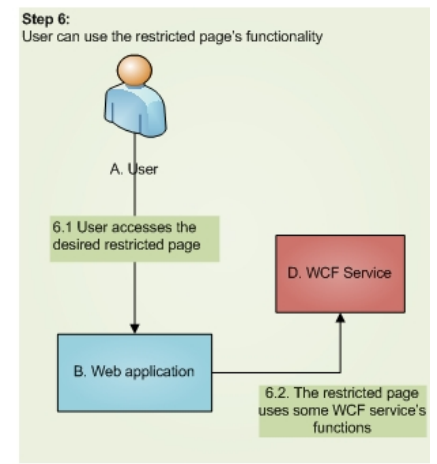 Step 6:
User can use the restricted page's functionality
A. User
6.1 User accesses the
desired restricted page
D. WCF Service
B. Web application
6.2. The restricted page
uses some WCF service's
functions